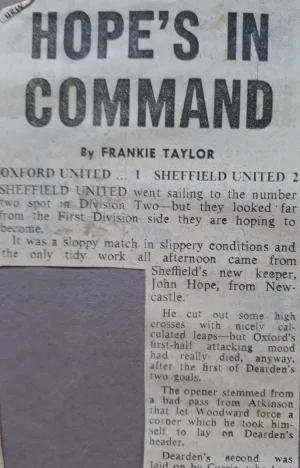 HOPE'S IN
COMMAND
By FRANKIE TAYLOR
OXFORD UNITED ... 1 SHEFFIELD UNITED 2
SHEFFIELD UNITED went sailing to the number
two spot in Division Two—but they looked far
from the First Division side they are hoping to
become.
It was a sloppy match in slippery conditions and
the only tidy work all afternoon came from
Sheffield's new keeper,
John Hope, from New-
castle.
He cut out some high
crosses with nicely cal-
culated leaps—but Oxford's
first-half attacking mood
had really died, anyway,
after the first of Dearden's
two goals.
The opener stemmed from
a bad pass from Atkinson
that let Woodward force a
corner which he took him-
self to lay on Dearden's
header.
Dearden's second was
laid on by